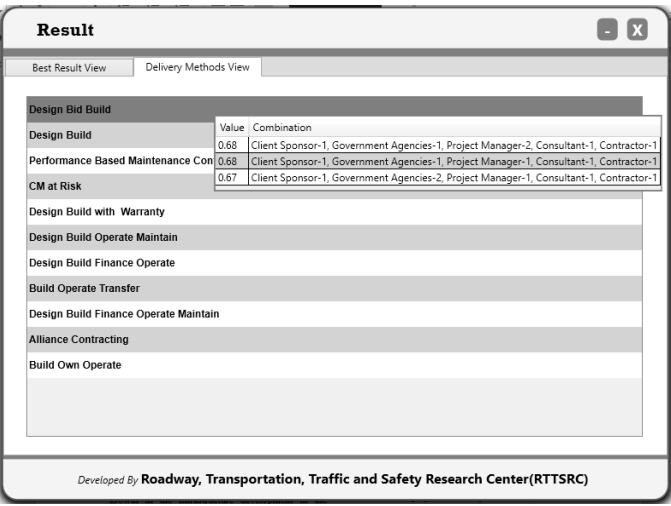 Result
- X
Best Result View Delivery Methods View
Design Bid Build
Value Combination
0.68 Client Sponsor-1, Government Agencies-1, Project Manager-2, Consultant-1, Contractor-1
0.68 Client Sponsor-1, Government Agencies-1, Project Manager-1, Consultant-1, Contractor-1
0.67 Client Sponsor-1, Government Agencies-2, Project Manager-1, Consultant-1, Contractor-1
Design Build
Performance Based Maintenance Con
CM at Risk
Design Build with Warranty
Design Build Operate Maintain
Design Build Finance Operate
Build Operate Transfer
Design Build Finance Operate Maintain
Alliance Contracting
Build Own Operate
Developed By Roadway, Transportation, Traffic and Safety Research Center(RTTSRC)